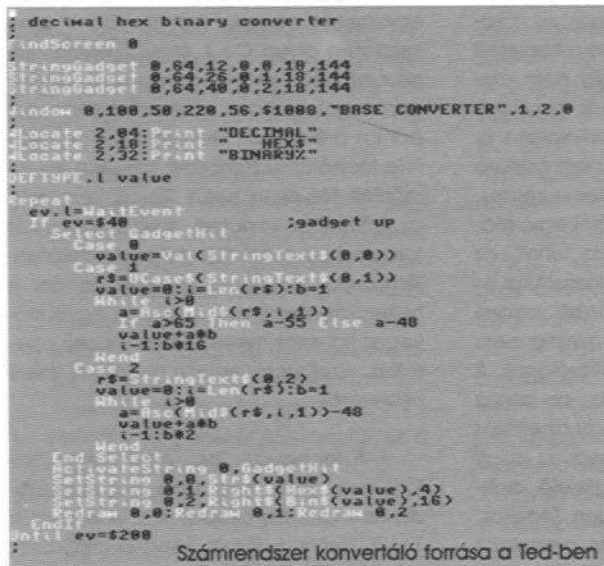 ; decimal hex binary converter
;
FindScreen 0
;
StringGadget 0,64,12,0,0,18,144
StringGadget 0,64,26,0,1,18,144
StringGadget 0,64,40,0,2,18,144
;
Window 0,100,50,220,56,$1008,"BASE CONVERTER",1,2,0
;
WLocate 2,04:Print "DECIMAL"
WLocate 2,18:Print "   HEX$"
WLocate 2,32:Print "BINARY%"
;
DEFTYPE.l value
;
Repeat
ev.l=WaitEvent
If ev=$40 ;gadget up
Select GadgetHit
Case 0
value=Val(StringText$(0,0))
Case 1
r$=UCase$(StringText$(0,1))
value=0:i=Len(r$):b=1
While i>0
a=Asc(Mid$(r$,i,1))
If a>65 Then a-55 Else a-48
value+a*b
i-1:b*16
Wend
Case 2
r$=StringText$(0,2)
value=0:i=Len(r$):b=1
While i>0
a=Asc(Mid$(r$,i,1))-48
value+a*b
i-1:b*2
Wend
End Select
ActivateString 0,GadgetHit
SetString 0,0,Str$(value)
SetString 0,1,Right$(Hex$(value),4)
SetString 0,2,Right$(Bin$(value),16)
Redraw 0,0:Redraw 0,1:Redraw 0,2
EndIf
Until ev=$200
;
Számrendszer konvertáló forrása a Ted-ben